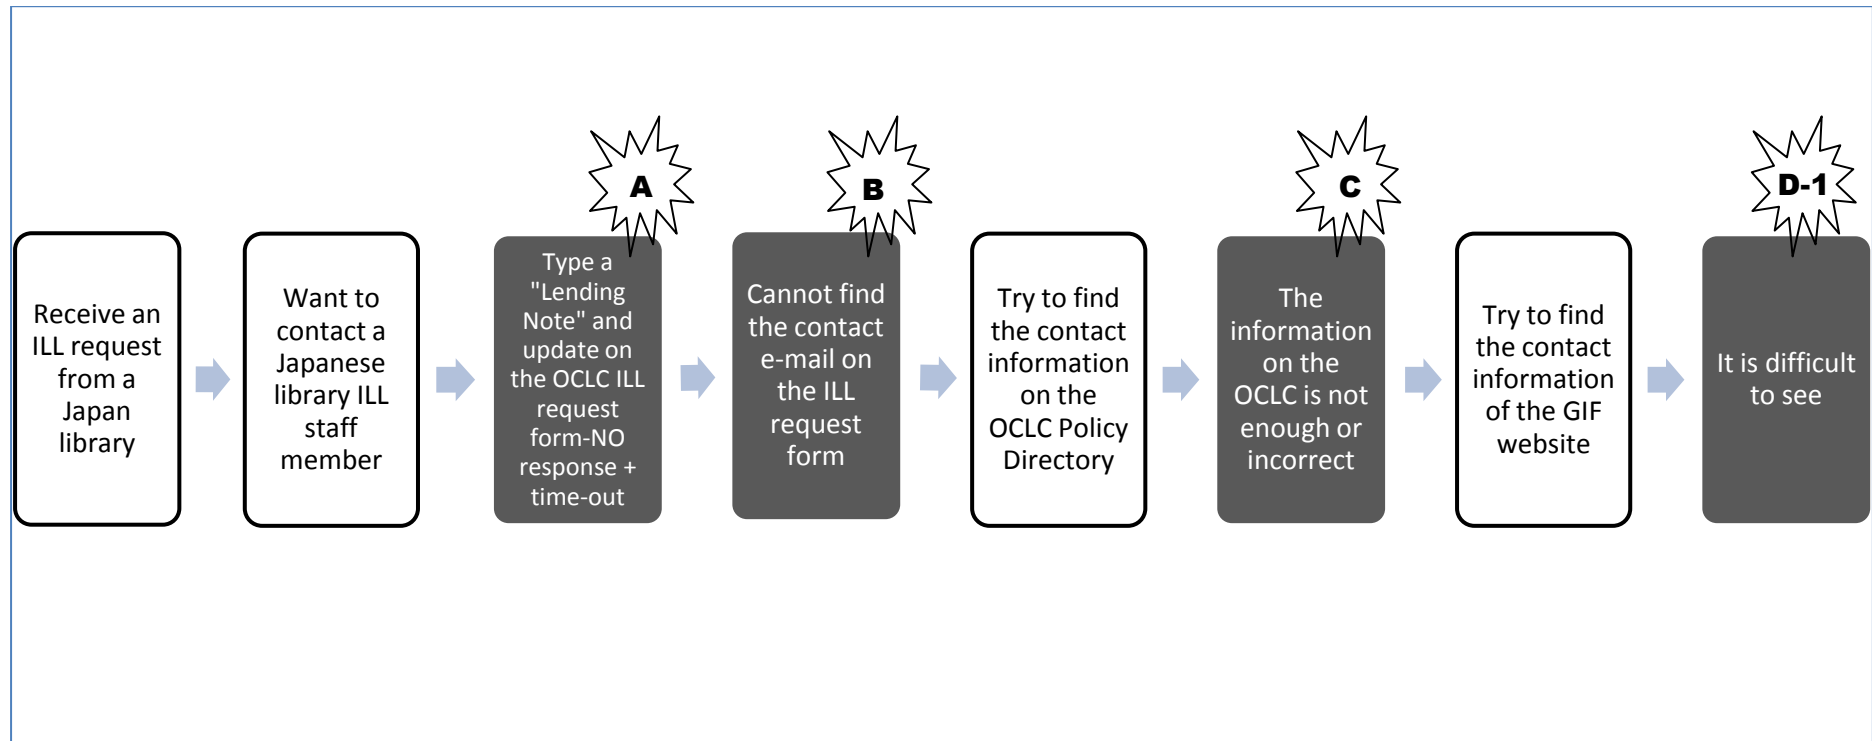 A
B
C
D-1
Receive an
ILL request
from a
Japan
library
Want to
contact a
Japanese
library ILL
staff
member
Type a
"Lending
Note" and
update on
the OCLC ILL
request
form-NO
response +
time-out
Cannot find
the contact
e-mail on
the ILL
request
form
Try to find
the contact
information
on the
OCLC Policy
Directory
The
information
on the
OCLC is not
enough or
incorrect
Try to find
the contact
information
of the GIF
website
It is difficult
to see